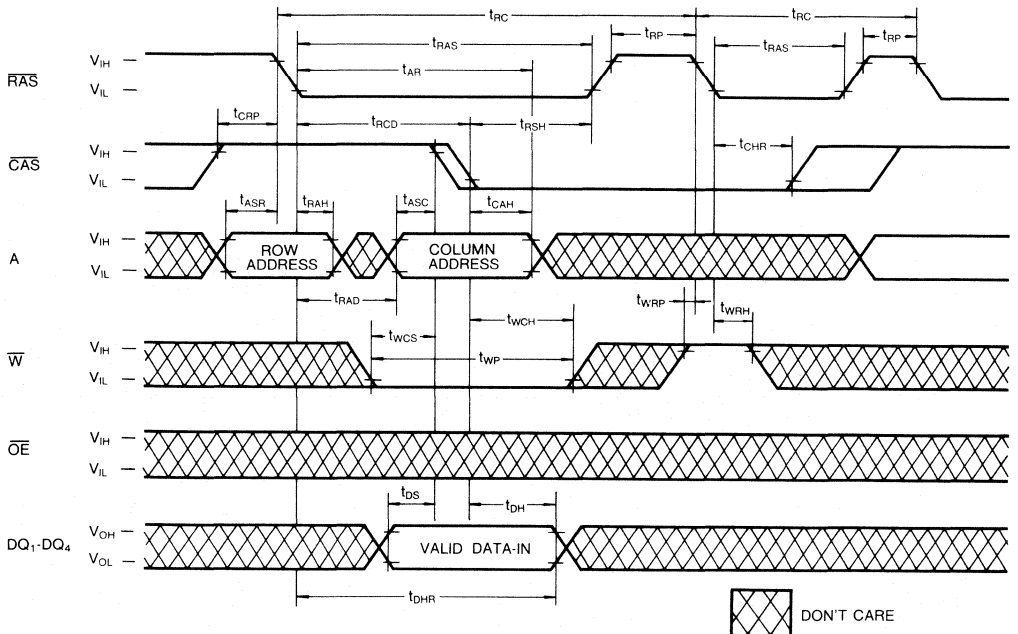 tRC tRC
tRAS tRP tRAS tRP
tAR
RAS VIH
VIL
tCRP tRCD tRSH tCHR
CAS VIH
VIL
tASR tRAH tASC tCAH
A VIH ROW ADDRESS COLUMN ADDRESS
VIL
tRAD tWRP tWRH
tWCS tWCH
tWP
W VIH
VIL
OE VIH
VIL
tDS tDH
DQ1-DQ4 VOH VALID DATA-IN
VOL
tDHR
DON'T CARE